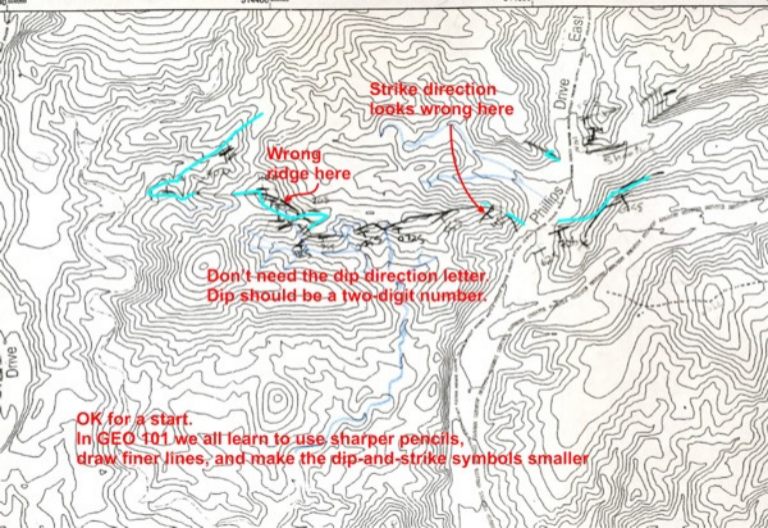 East
Drive
Strike direction
looks wrong here
Wrong
ridge here
Phillips
Don't need the dip direction letter.
Dip should be a two-digit number.
Drive
OK for a start.
In GEO 101 we all learn to use sharper pencils,
draw finer lines, and make the dip-and-strike symbols smaller